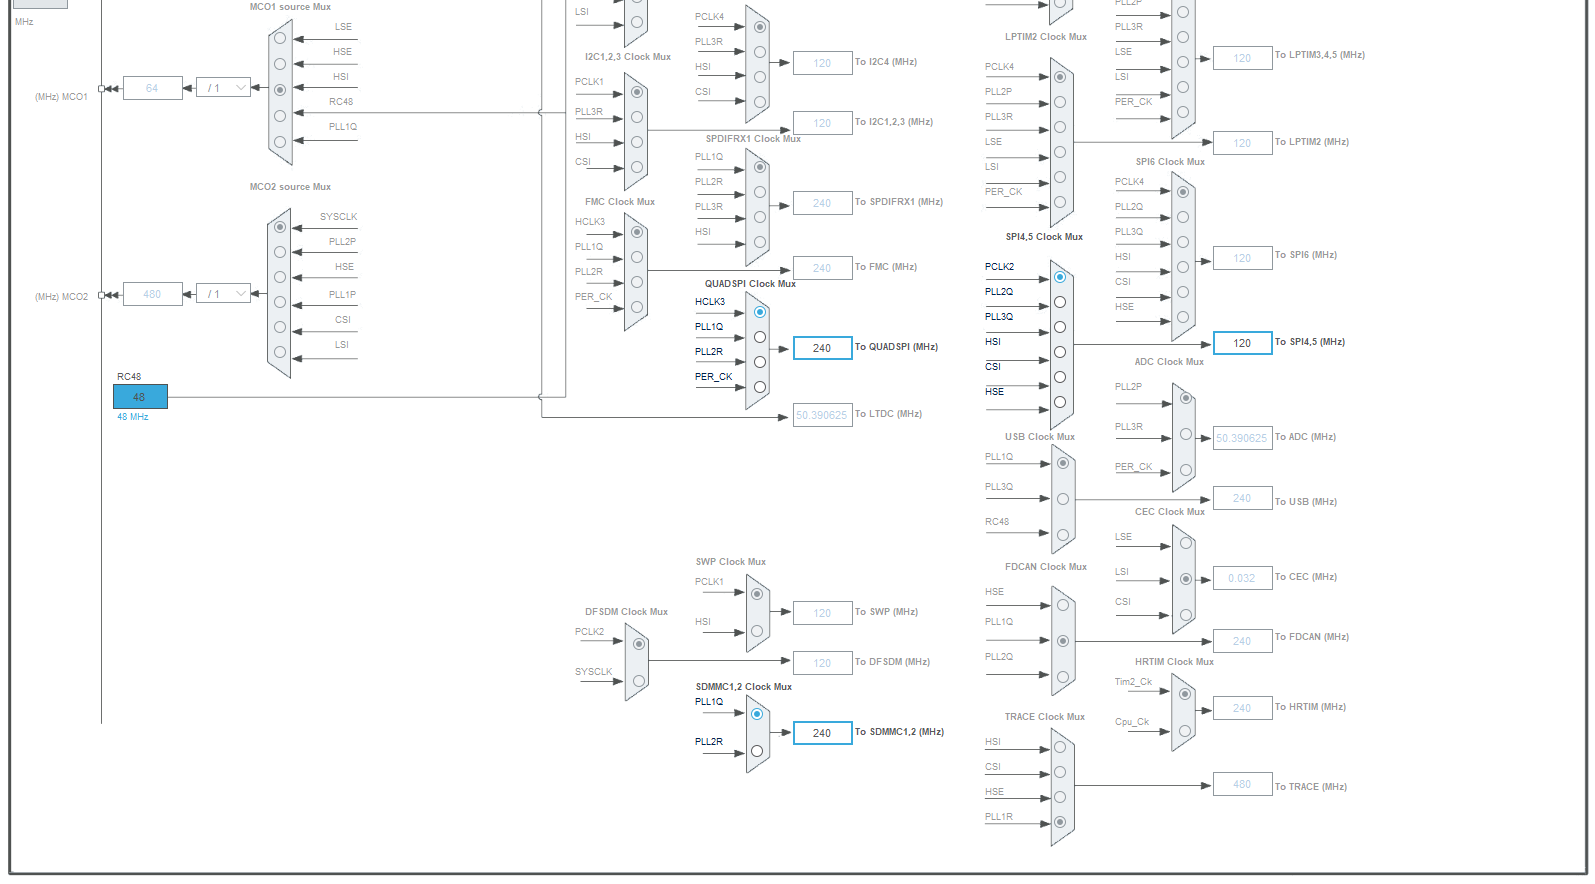 MHz
MCO1 source Mux
LSE
HSE
HSI
RC48
PLL1Q
(MHz) MCO1
64
/ 1
MCO2 source Mux
SYSCLK
PLL2P
HSE
PLL1P
CSI
LSI
(MHz) MCO2
480
/ 1
RC48
48
48 MHz
LSI
I2C1,2,3 Clock Mux
PCLK1
PLL3R
HSI
CSI
120
To I2C1,2,3 (MHz)
FMC Clock Mux
HCLK3
PLL1Q
PLL2R
PER_CK
240
To FMC (MHz)
PCLK4
PLL3R
HSI
CSI
120
To I2C4 (MHz)
SPDIFRX1 Clock Mux
PLL1Q
PLL2R
PLL3R
HSI
240
To SPDIFRX1 (MHz)
QUADSPI Clock Mux
HCLK3
PLL1Q
PLL2R
PER_CK
240
To QUADSPI (MHz)
50.390625
To LTDC (MHz)
SWP Clock Mux
PCLK1
HSI
120
To SWP (MHz)
DFSDM Clock Mux
PCLK2
SYSCLK
120
To DFSDM (MHz)
SDMMC1,2 Clock Mux
PLL1Q
PLL2R
240
To SDMMC1,2 (MHz)
LPTIM2 Clock Mux
PCLK4
PLL2P
PLL3R
LSE
LSI
PER_CK
120
To LPTIM2 (MHz)
SPI4,5 Clock Mux
PCLK2
PLL2Q
PLL3Q
HSI
CSI
HSE
120
To SPI4,5 (MHz)
USB Clock Mux
PLL1Q
PLL3Q
RC48
240
To USB (MHz)
FDCAN Clock Mux
HSE
PLL1Q
PLL2Q
240
To FDCAN (MHz)
TRACE Clock Mux
HSI
CSI
HSE
PLL1R
480
To TRACE (MHz)
PLL2P
PLL3R
LSE
LSI
PER_CK
120
To LPTIM3,4,5 (MHz)
SPI6 Clock Mux
PCLK4
PLL2Q
PLL3Q
HSI
CSI
HSE
120
To SPI6 (MHz)
ADC Clock Mux
PLL2P
PLL3R
PER_CK
50.390625
To ADC (MHz)
CEC Clock Mux
LSE
LSI
CSI
0.032
To CEC (MHz)
HRTIM Clock Mux
Tim2_Ck
Cpu_Ck
240
To HRTIM (MHz)